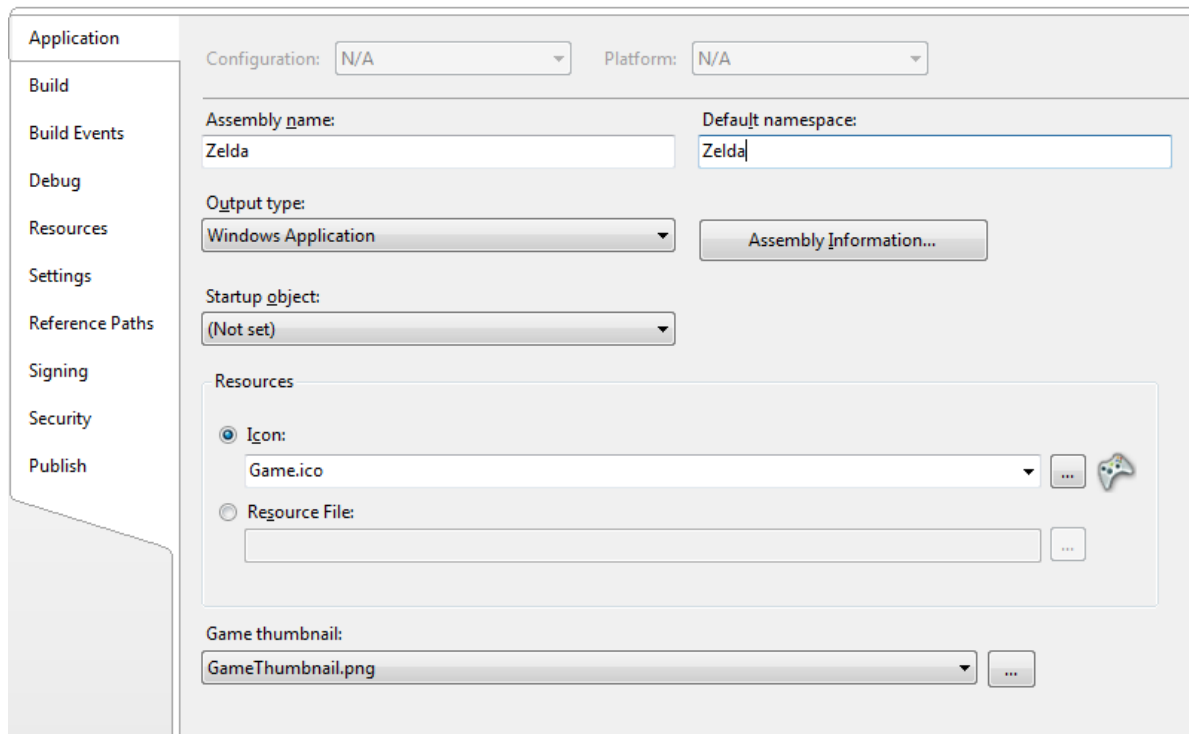 Application
Build
Build Events
Debug
Resources
Settings
Reference Paths
Signing
Security
Publish
Configuration: N/A Platform: N/A
Assembly name: Default namespace:
Zelda Zelda
Output type:
Windows Application Assembly Information...
Startup object:
(Not set)
Resources
Icon:
Game.ico ...
Resource File:
...
Game thumbnail:
GameThumbnail.png ...